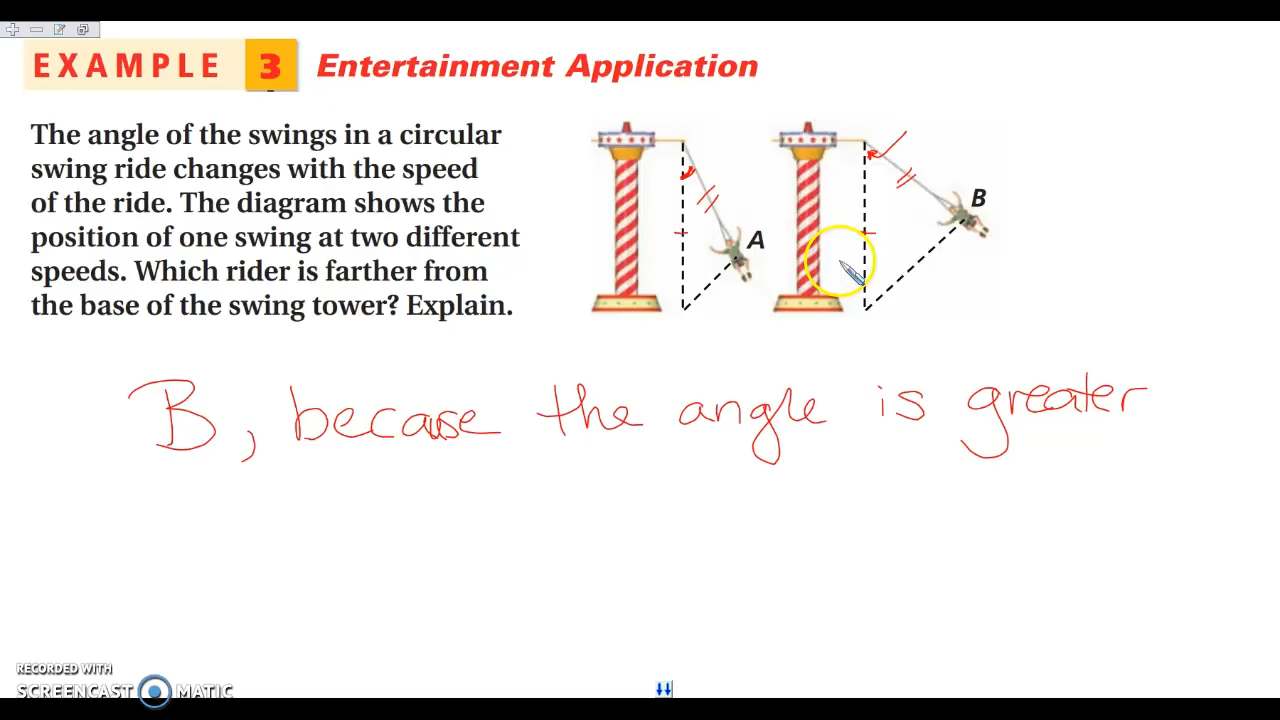 EXAMPLE 3 Entertainment Application
The angle of the swings in a circular
swing ride changes with the speed
of the ride. The diagram shows the
position of one swing at two different
speeds. Which rider is farther from
the base of the swing tower? Explain.
A
B
B, because the angle is greater
RECORDED WITH
SCREENCAST MATIC